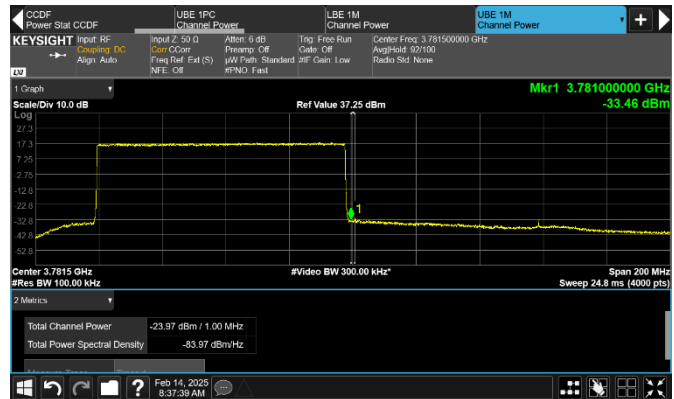 CCDF
Power Stat CCDF
UBE 1PC
Channel Power
LBE 1M
Channel Power
UBE 1M
Channel Power
KEYSIGHT
Input: RF
Coupling: DC
Align: Auto
Input Z: 50 Ω
Corr CCorr
Freq Ref: Ext (S)
NFE: Off
Atten: 6 dB
Preamp: Off
µW Path: Standard
#PNO: Fast
Trig: Free Run
Gate: Off
#IF Gain: Low
Center Freq: 3.781500000 GHz
Avg|Hold: 92/100
Radio Std: None
LXI
1 Graph
Scale/Div 10.0 dB
Ref Value 37.25 dBm
Mkr1 3.781000000 GHz
-33.46 dBm
Log
27.3
17.3
7.25
-2.75
-12.8
-22.8
-32.8
-42.8
-52.8
1
Center 3.7815 GHz
#Res BW 100.00 kHz
#Video BW 300.00 kHz*
Span 200 MHz
Sweep 24.8 ms (4000 pts)
2 Metrics
Total Channel Power
-23.97 dBm / 1.00 MHz
Total Power Spectral Density
-83.97 dBm/Hz
?
Feb 14, 2025
8:37:39 AM